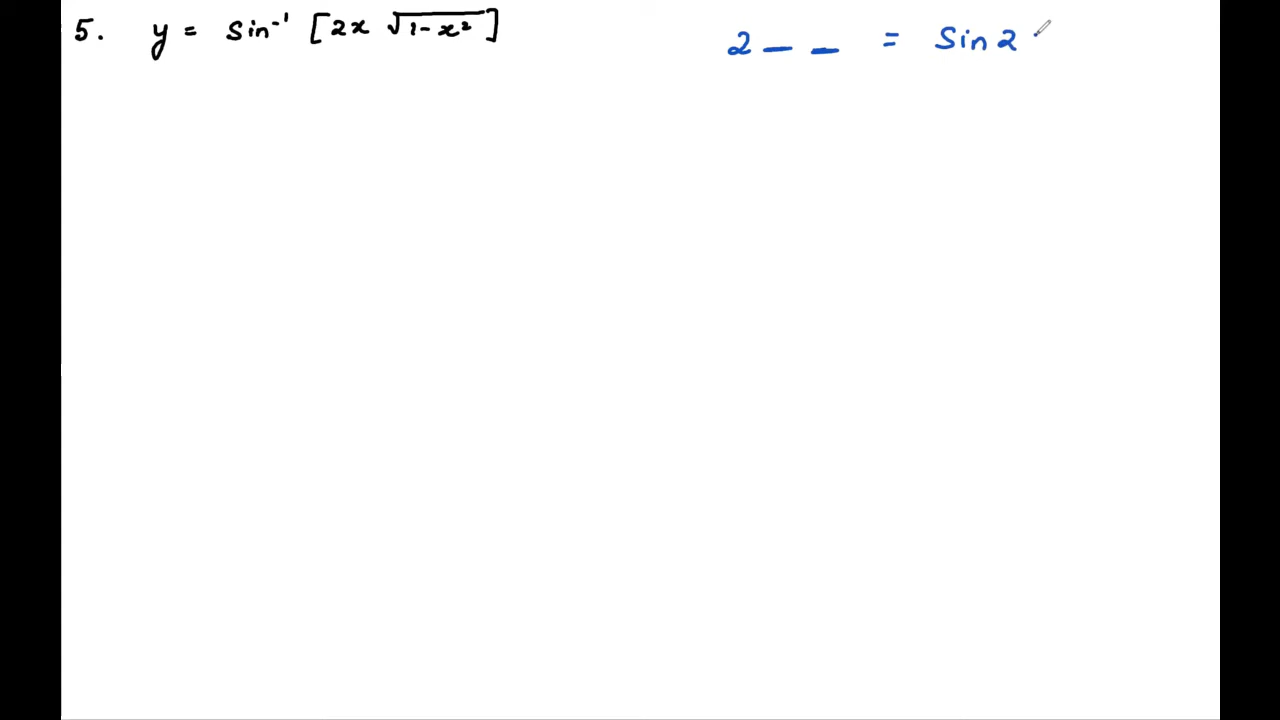 5. y = Sin⁻¹ [2x √(1-x²)]
2 _ _ = Sin 2